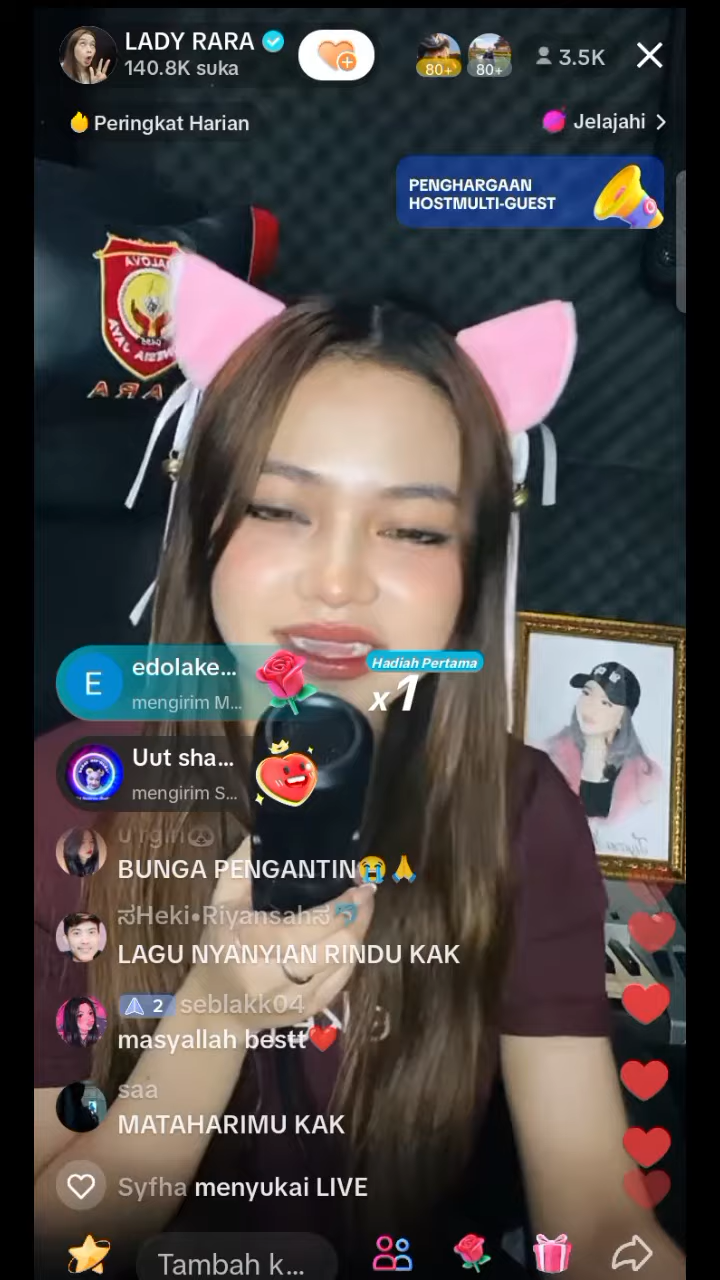 LADY RARA
140.8K suka
80+
80+
3.5K
Peringkat Harian
Jelajahi
PENGHARGAAN
HOSTMULTI-GUEST
edolake...
mengirim M...
Hadiah Pertama
x1
Uut sha...
mengirim S...
BUNGA PENGANTIN😭🙏
LAGU NYANYIAN RINDU KAK
2 seblakk04
masyallah bestt❤️
saa
MATAHARIMU KAK
Syfha menyukai LIVE
Tambah k...